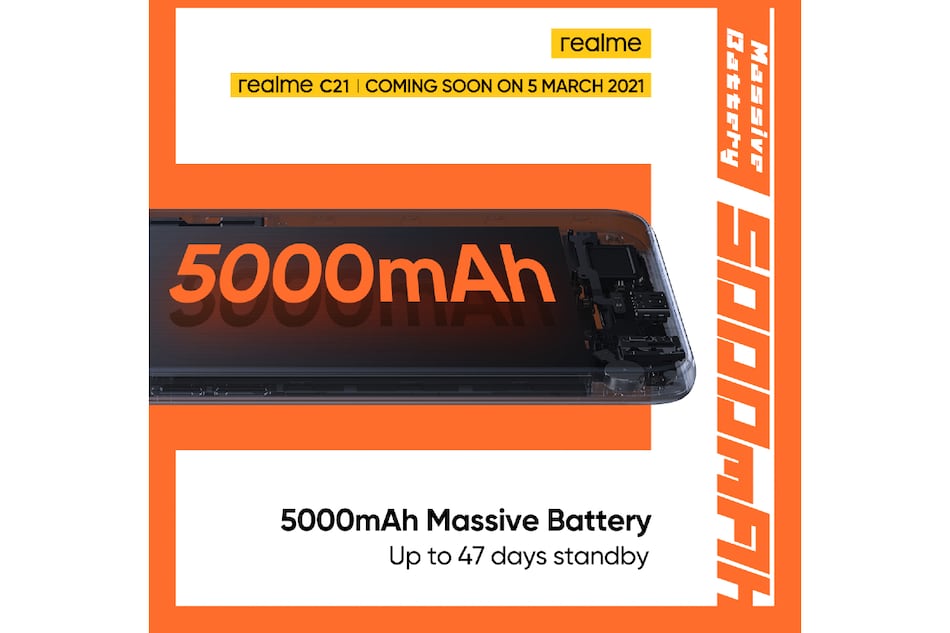 realme
realme C21 | COMING SOON ON 5 MARCH 2021
5000mAh
5000mAh Massive Battery
Up to 47 days standby
Massive
Battery
5000mAh